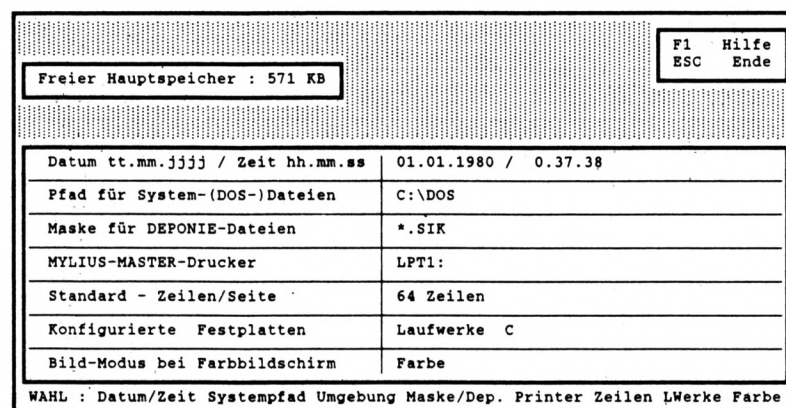 F1 Hilfe
ESC Ende
Freier Hauptspeicher : 571 KB
Datum tt.mm.jjjj / Zeit hh.mm.ss 01.01.1980 / 0.37.38
Pfad für System-(DOS-)Dateien C:\DOS
Maske für DEPONIE-Dateien *.SIK
MYLIUS-MASTER-Drucker LPT1:
Standard - Zeilen/Seite 64 Zeilen
Konfigurierte Festplatten Laufwerke C
Bild-Modus bei Farbbildschirm Farbe
WAHL : Datum/Zeit Systempfad Umgebung Maske/Dep. Printer Zeilen LWerke Farbe